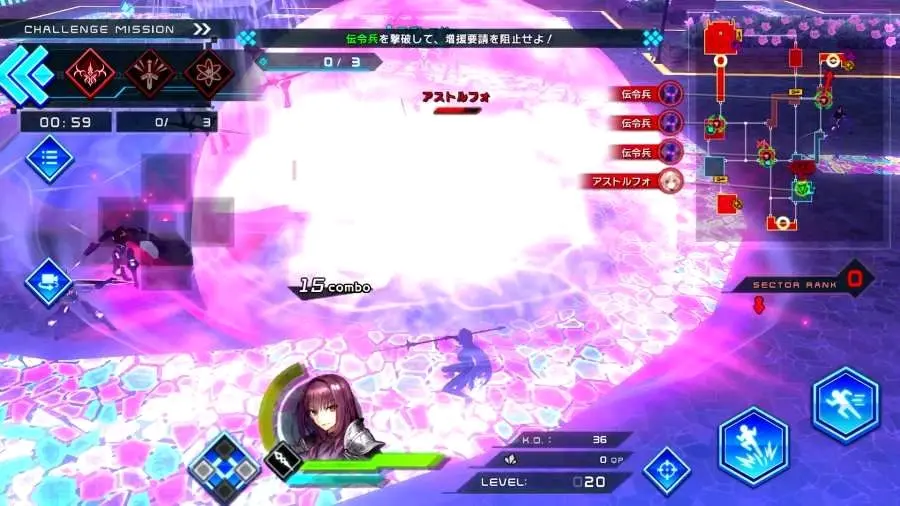 CHALLENGE MISSION
伝令兵を撃破して、増援要請を阻止せよ!
0/ 3
00:59
0/ 3
アストルフォ
伝令兵
伝令兵
伝令兵
アストルフォ
15 combo
SECTOR RANK 0
K.O.: 36
0 QP
LEVEL: 020